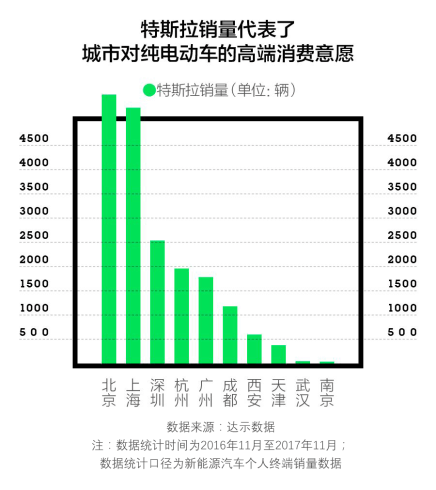 特斯拉销量代表了
城市对纯电动车的高端消费意愿
特斯拉销量（单位：辆）
4500 4500
4000 4000
3500 3500
3000 3000
2500 2500
2000 2000
1500 1500
1000 1000
500 500
北京 上海 深圳 杭州 广州 成都 西安 天津 武汉 南京
数据来源：达示数据
注：数据统计时间为2016年11月至2017年11月；
数据统计口径为新能源汽车个人终端销量数据